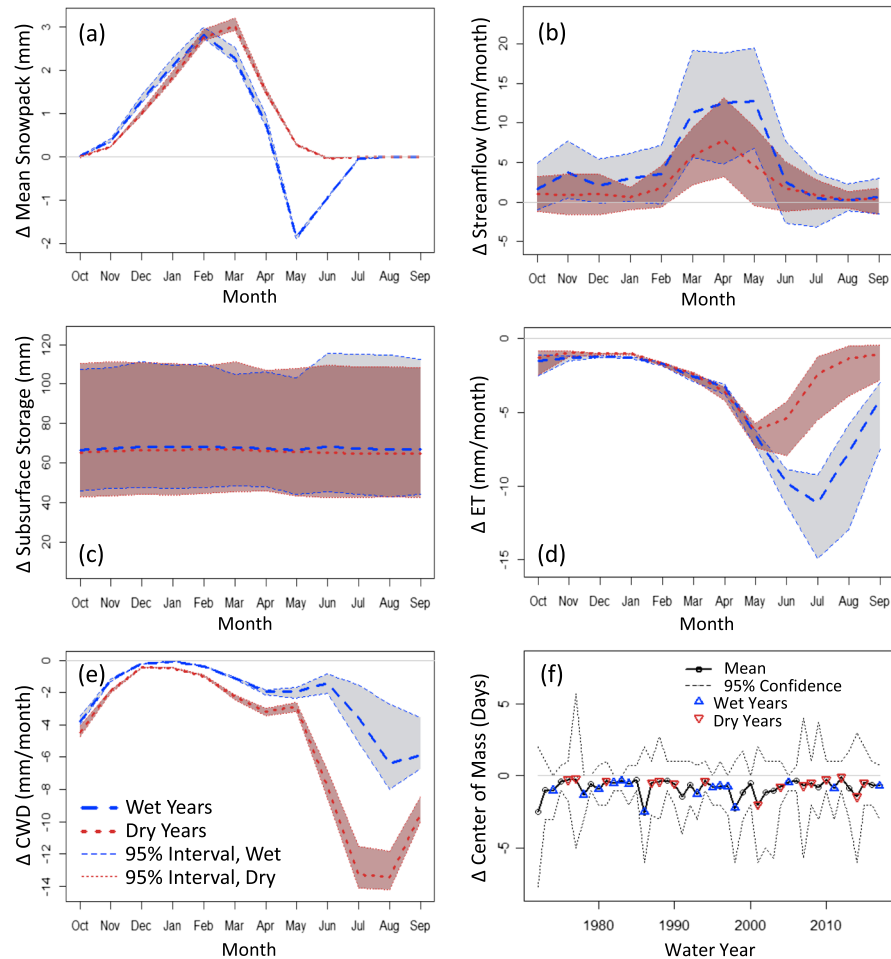 (a)
Δ Mean Snowpack (mm)
3
2
1
0
-1
-2
Oct Nov Dec Jan Feb Mar Apr May Jun Jul Aug Sep
Month
(b)
Δ Streamflow (mm/month)
20
15
10
5
0
-5
Oct Nov Dec Jan Feb Mar Apr May Jun Jul Aug Sep
Month
(c)
Δ Subsurface Storage (mm)
120
100
80
60
40
20
Oct Nov Dec Jan Feb Mar Apr May Jun Jul Aug Sep
Month
(d)
Δ ET (mm/month)
0
-5
-10
-15
Oct Nov Dec Jan Feb Mar Apr May Jun Jul Aug Sep
Month
(e)
Δ CWD (mm/month)
0
-2
-4
-6
-8
-10
-12
-14
Wet Years
Dry Years
95% Interval, Wet
95% Interval, Dry
Oct Nov Dec Jan Feb Mar Apr May Jun Jul Aug Sep
Month
(f)
Mean
95% Confidence
Wet Years
Dry Years
Δ Center of Mass (Days)
5
0
-5
1980 1990 2000 2010
Water Year